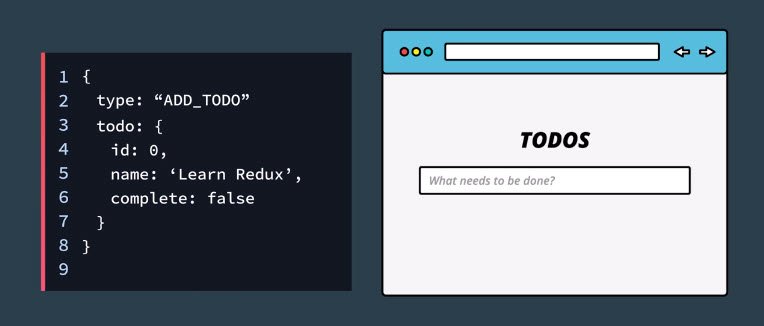 1 {
2 type: “ADD_TODO”
3 todo: {
4 id: 0,
5 name: ‘Learn Redux’,
6 complete: false
7 }
8 }
9
TODOS
What needs to be done?